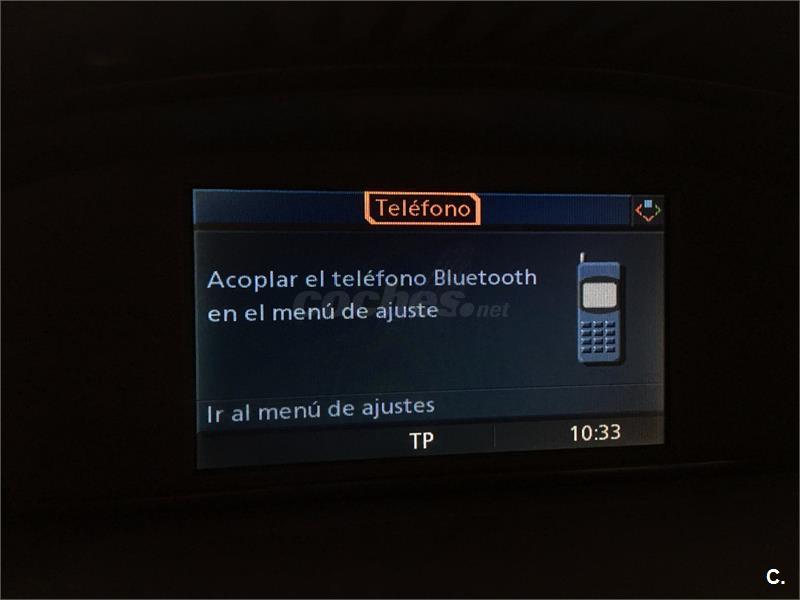 Teléfono
Acoplar el teléfono Bluetooth
en el menú de ajuste
coches.net
Ir al menú de ajustes
TP
10:33
C.